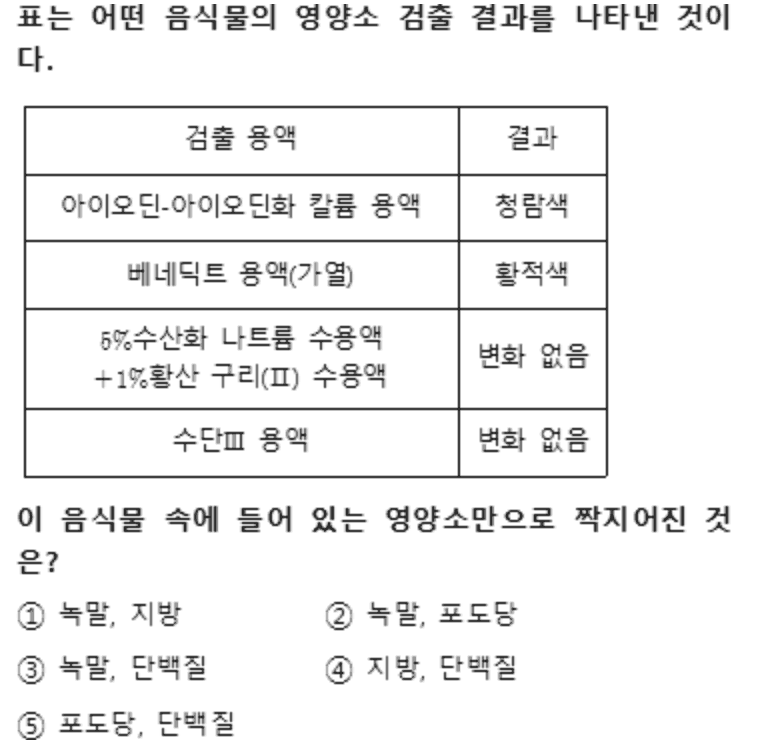 표는 어떤 음식물의 영양소 검출 결과를 나타낸 것이
다.
검출 용액 결과
아이오딘-아이오딘화 칼륨 용액 청람색
베네딕트 용액(가열) 황적색
5%수산화 나트륨 수용액
+1%황산 구리(Ⅱ) 수용액 변화 없음
수단Ⅲ 용액 변화 없음
이 음식물 속에 들어 있는 영양소만으로 짝지어진 것
은?
① 녹말, 지방 ② 녹말, 포도당
③ 녹말, 단백질 ④ 지방, 단백질
⑤ 포도당, 단백질